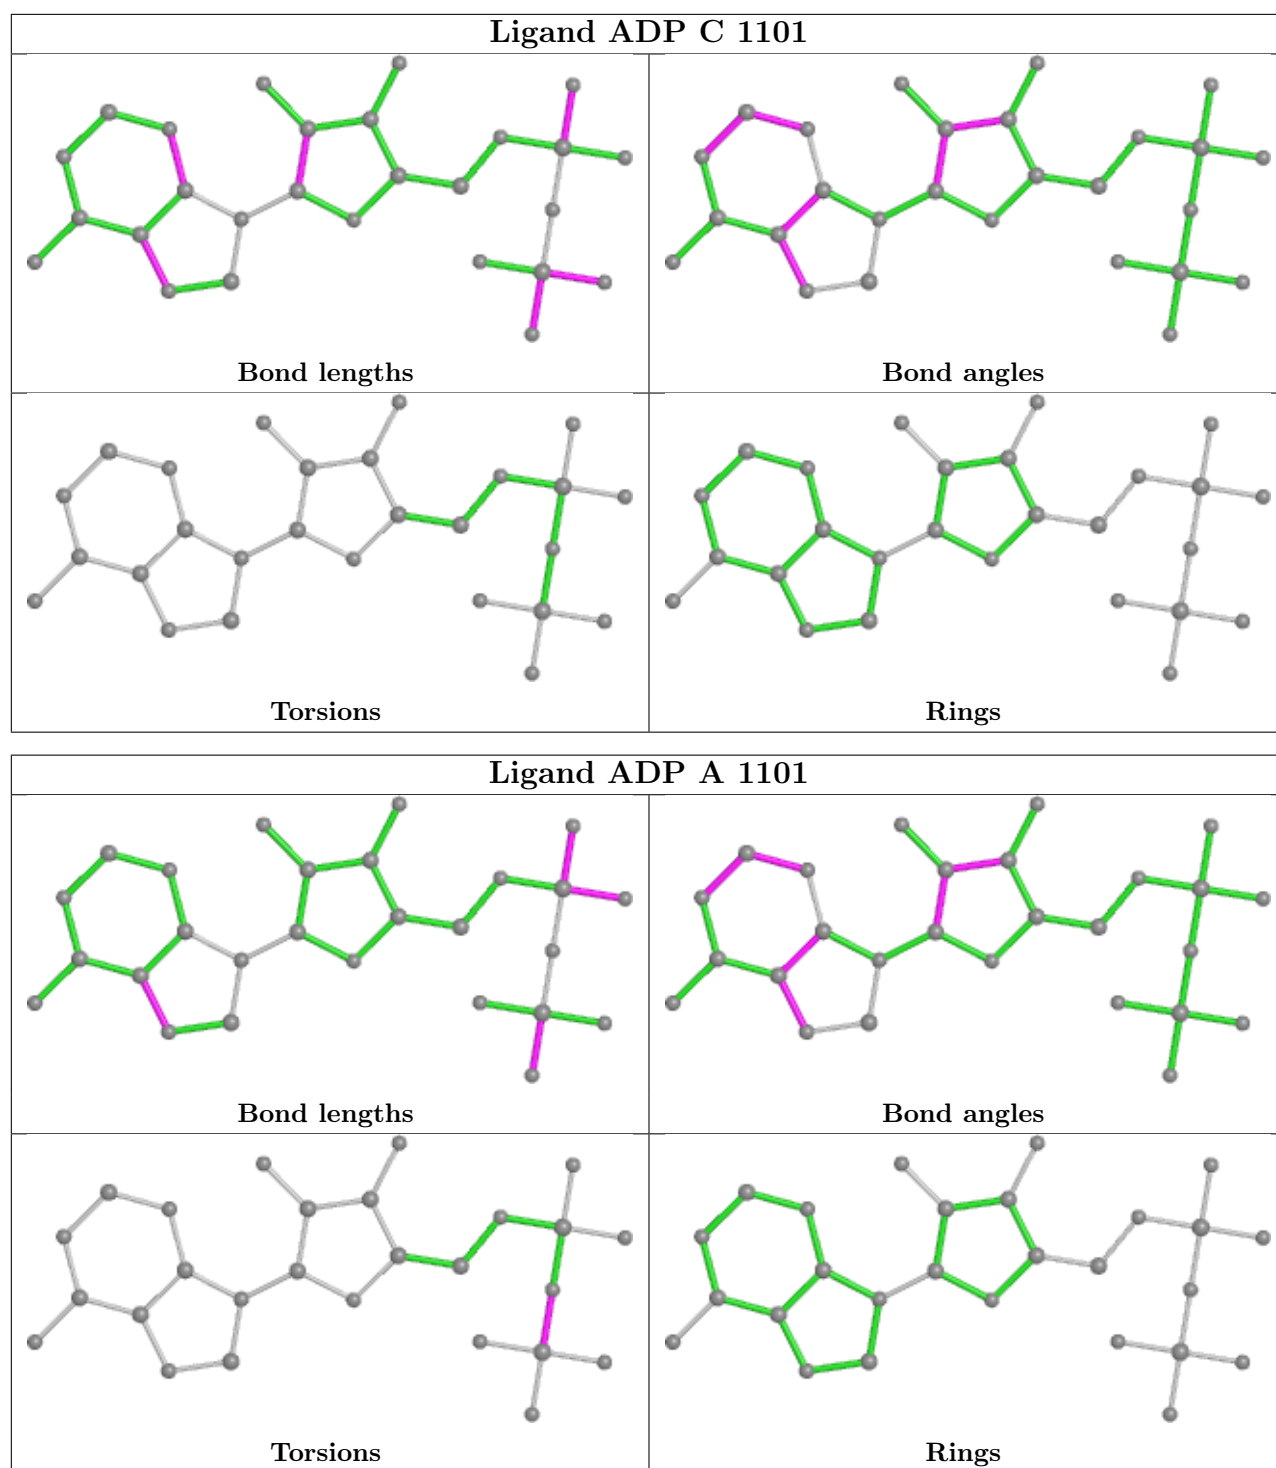 Ligand ADP C 1101
Bond lengths
Bond angles
Torsions
Rings
Ligand ADP A 1101
Bond lengths
Bond angles
Torsions
Rings